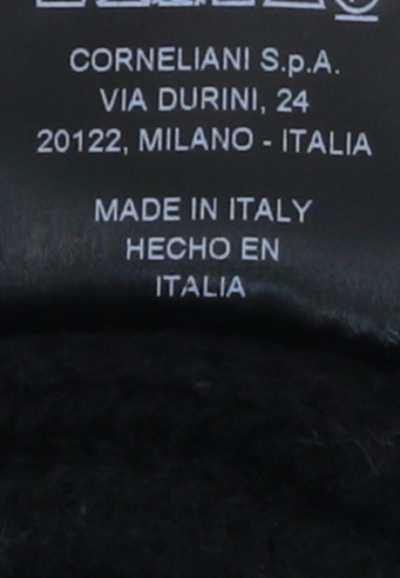 CORNELIANI S.p.A.
VIA DURINI, 24
20122, MILANO - ITALIA
MADE IN ITALY
HECHO EN
ITALIA